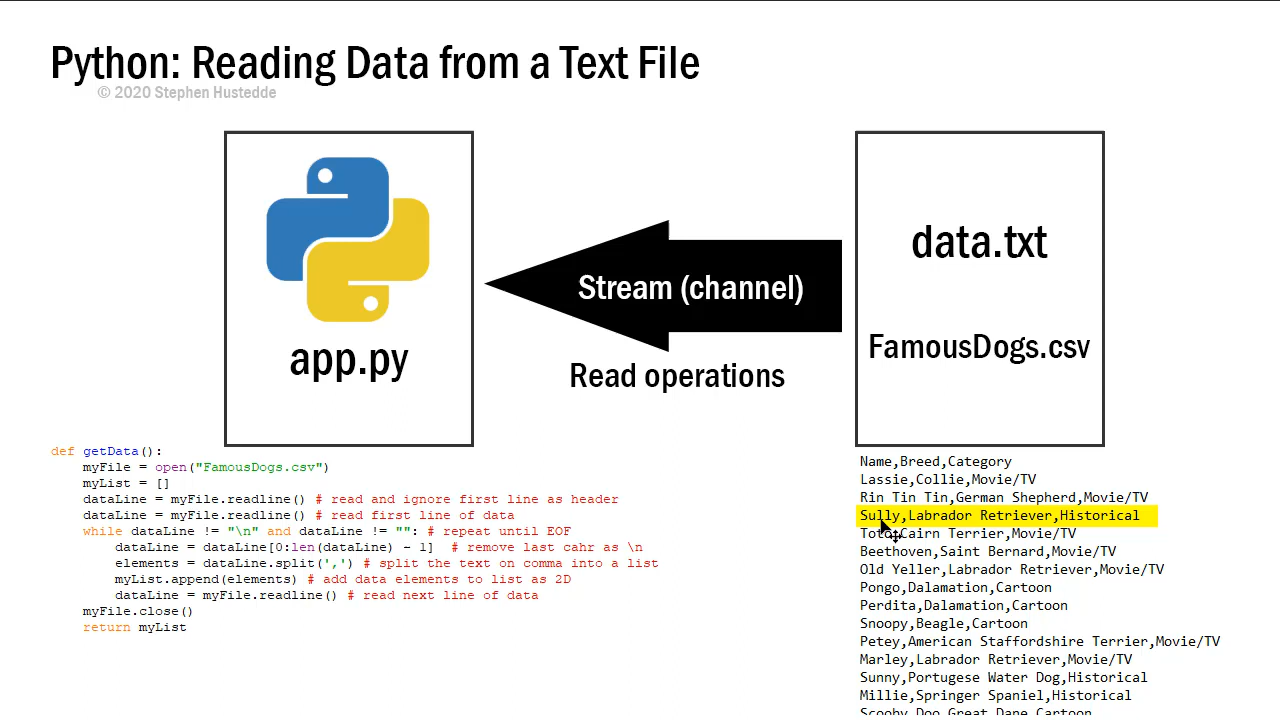 Python: Reading Data from a Text File
© 2020 Stephen Hustedde
app.py
Stream (channel)
Read operations
data.txt
FamousDogs.csv
def getData():
    myFile = open("FamousDogs.csv")
    myList = []
    dataLine = myFile.readline() # read and ignore first line as header
    dataLine = myFile.readline() # read first line of data
    while dataLine != "\n" and dataLine != "": # repeat until EOF
        dataLine = dataLine[0:len(dataLine) - 1]  # remove last cahr as \n
        elements = dataLine.split(',') # split the text on comma into a list
        myList.append(elements) # add data elements to list as 2D
        dataLine = myFile.readline() # read next line of data
    myFile.close()
    return myList
Name,Breed,Category
Lassie,Collie,Movie/TV
Rin Tin Tin,German Shepherd,Movie/TV
Sully,Labrador Retriever,Historical
Toto,Cairn Terrier,Movie/TV
Beethoven,Saint Bernard,Movie/TV
Old Yeller,Labrador Retriever,Movie/TV
Pongo,Dalamation,Cartoon
Perdita,Dalamation,Cartoon
Snoopy,Beagle,Cartoon
Petey,American Staffordshire Terrier,Movie/TV
Marley,Labrador Retriever,Movie/TV
Sunny,Portugese Water Dog,Historical
Millie,Springer Spaniel,Historical
Scooby Doo,Great Dane,Cartoon